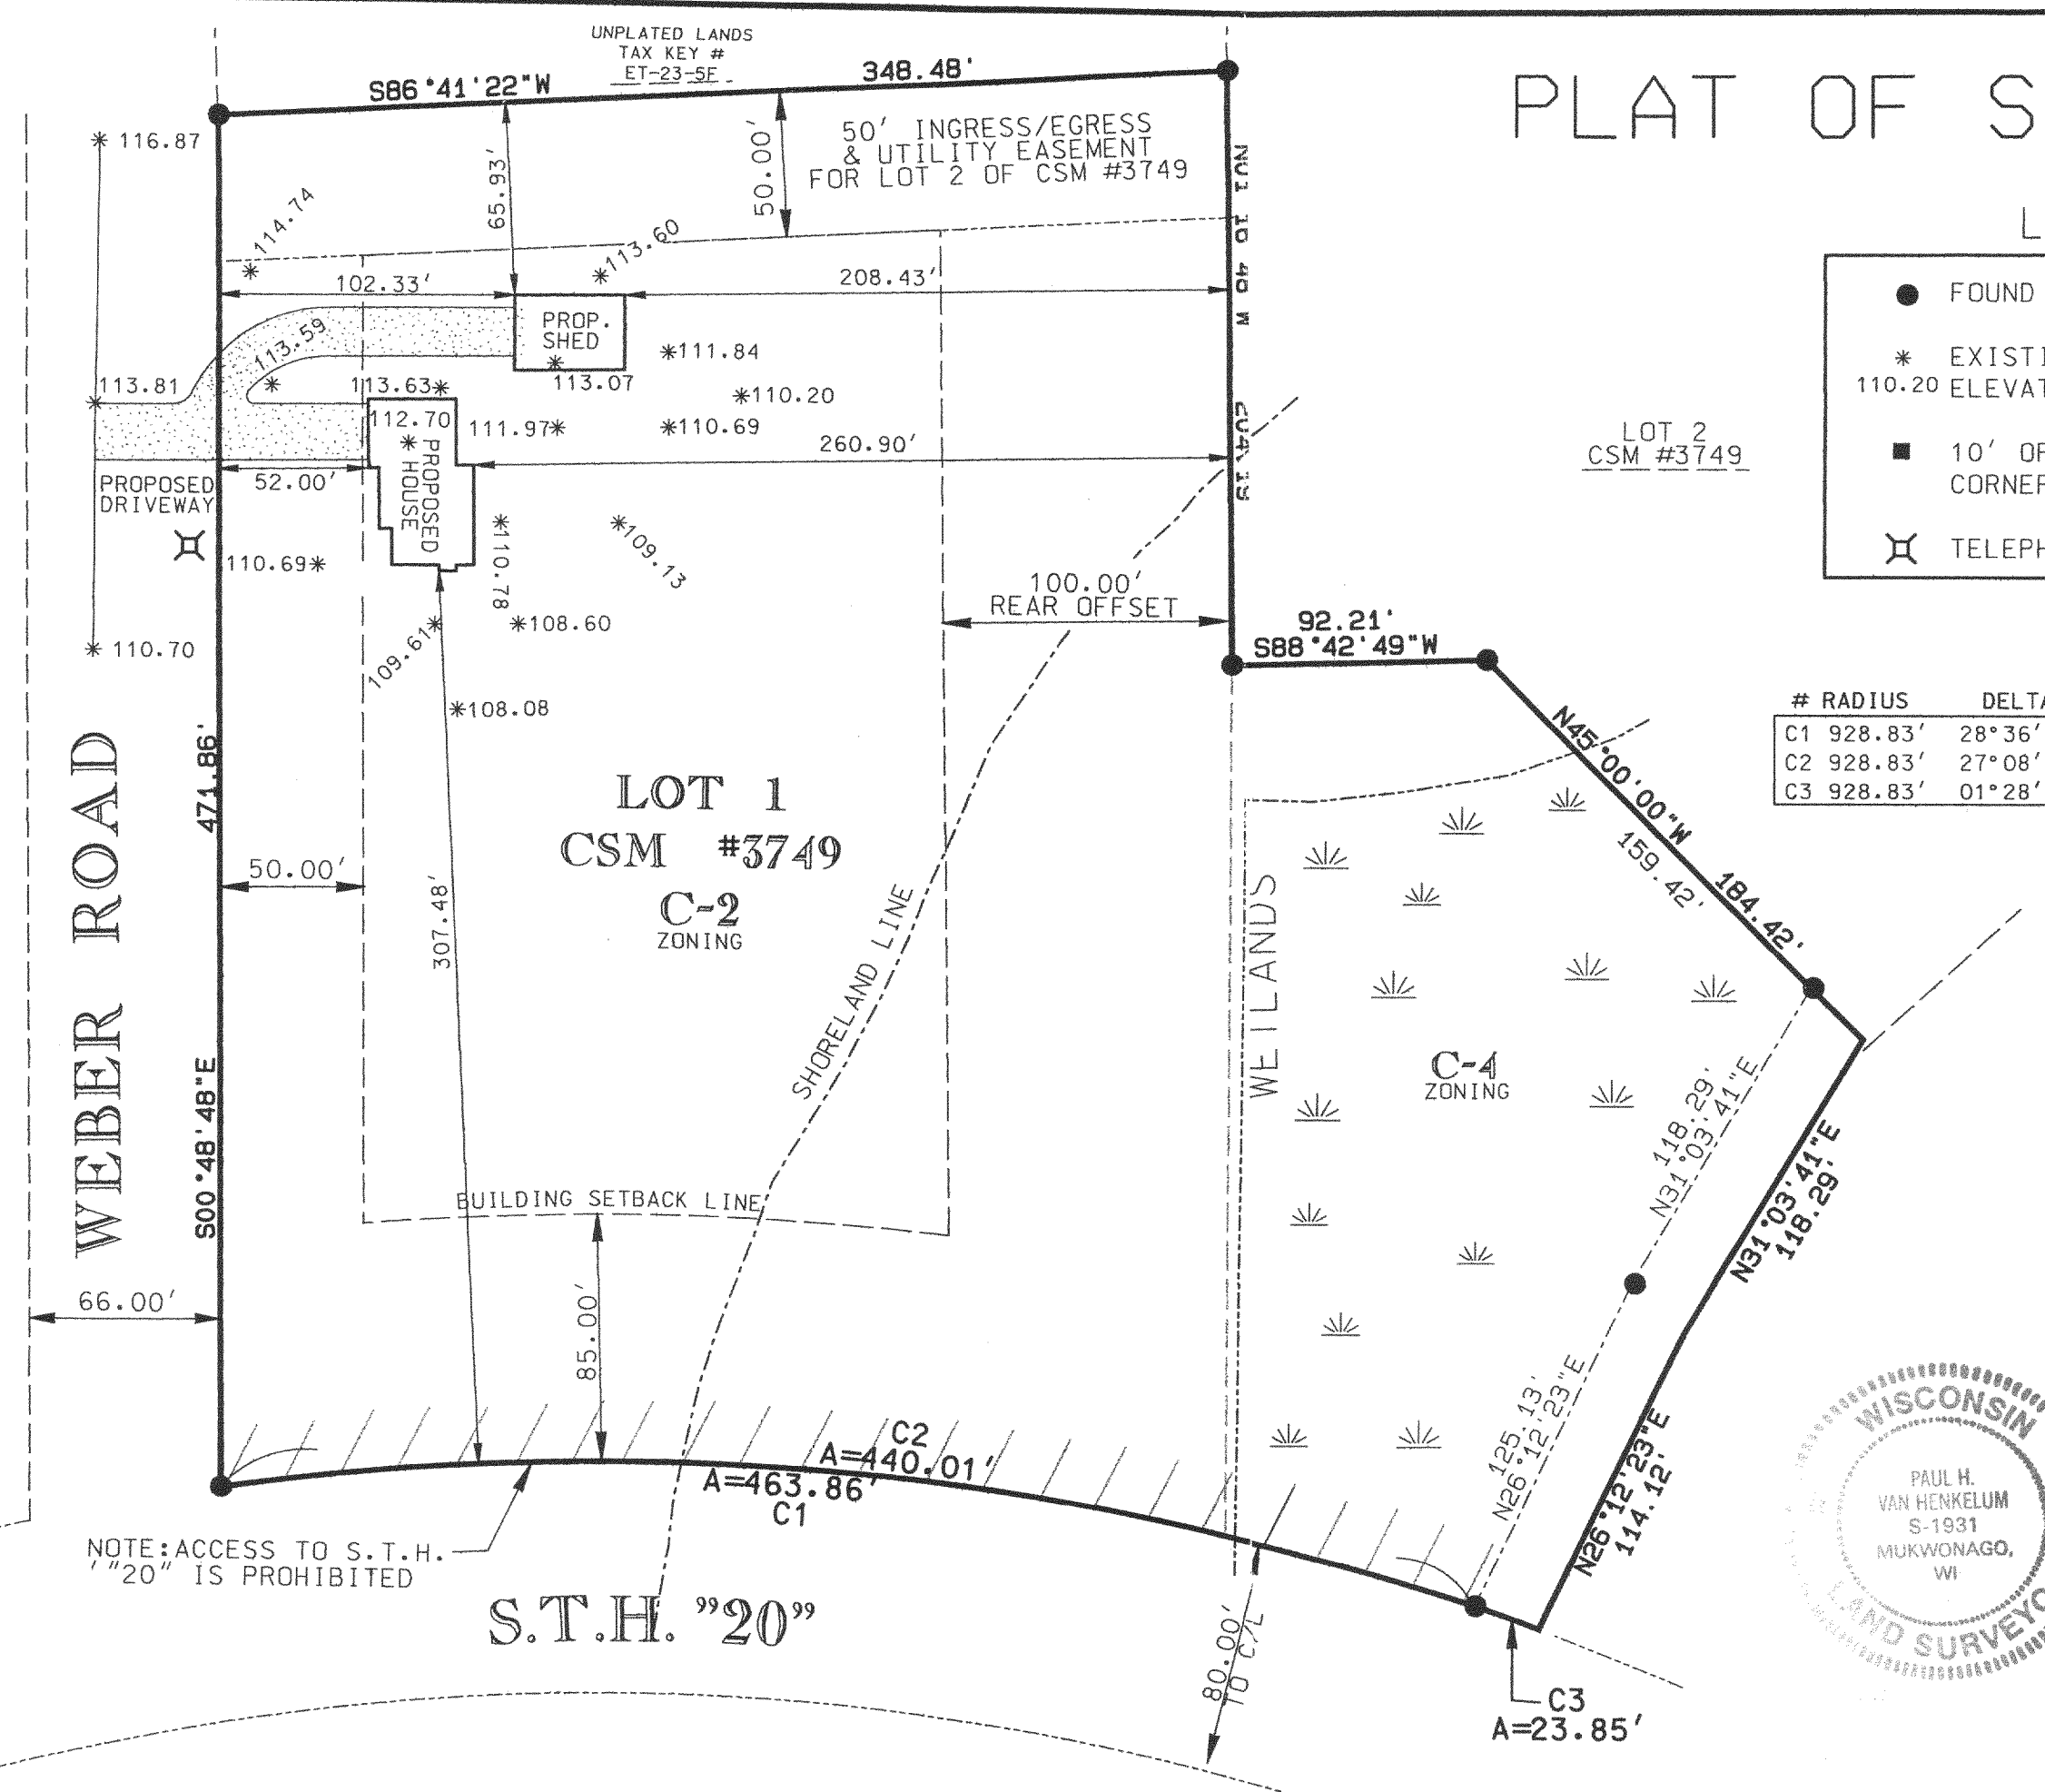 UNPLATED LANDS
TAX KEY #
ET-23-5F
S86°41'22"W
348.48'
PLAT OF S
116.87
65.93'
50.00'
50' INGRESS/EGRESS
& UTILITY EASEMENT
FOR LOT 2 OF CSM #3749
114.74
113.60
102.33'
208.43'
FOUND
PROP.
SHED
113.59
111.84
EXISTI
110.20 ELEVAT
113.81
113.63
113.07
110.20
112.70
111.97
110.69
260.90'
LOT 2
CSM #3749
10' OF
CORNER
PROPOSED
DRIVEWAY
52.00'
PROPOSED
HOUSE
TELEPH
110.69
110.78
109.13
100.00'
REAR OFFSET
109.61
108.60
92.21'
S88°42'49"W
110.70
108.08
# RADIUS DELTA
C1 928.83' 28°36'
C2 928.83' 27°08'
C3 928.83' 01°28'
N45°00'00"W
159.42'
184.42'
WEBER ROAD
471.86'
S00°48'48"E
LOT 1
CSM #3749
C-2
ZONING
50.00'
307.48'
SHORELAND LINE
WETLANDS
C-4
ZONING
118.29'
N31°03'41"E
N31°03'41"E
118.29'
BUILDING SETBACK LINE
66.00'
85.00'
125.13'
N26°12'23"E
N26°12'23"E
114.12'
C2
A=440.01'
A=463.86'
C1
NOTE:ACCESS TO S.T.H.
"20" IS PROHIBITED
S.T.H. "20"
80.00'
TO C/L
C3
A=23.85'
WISCONSIN
PAUL H.
VAN HENKELUM
S-1931
MUKWONAGO,
WI
LAND SURVEYO